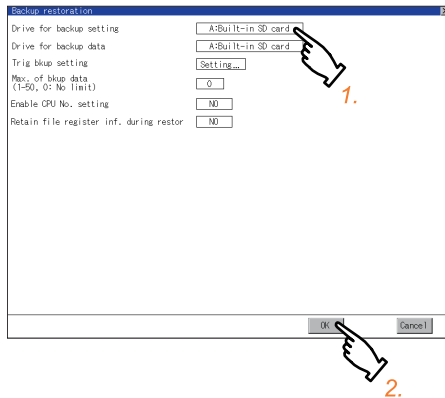 Backup restoration
Drive for backup setting A:Built-in SD card
Drive for backup data A:Built-in SD card
Trig bkup setting Setting...
Max. of bkup data
(1-50, 0: No limit) 0
Enable CPU No. setting NO
Retain file register inf. during restor NO
1.
OK Cancel
2.